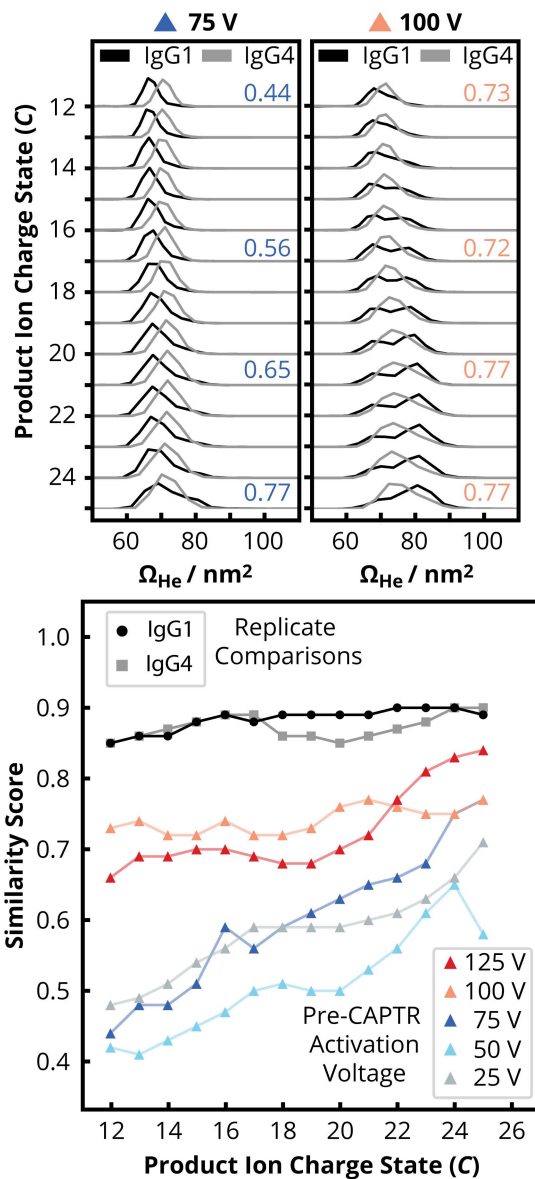 ▲ 75 V
▲ 100 V
IgG1 IgG4
IgG1 IgG4
Product Ion Charge State (C)
12
14
16
18
20
22
24
0.44
0.56
0.65
0.77
0.73
0.72
0.77
0.77
60 80 100
60 80 100
ΩHe / nm²
ΩHe / nm²
IgG1
IgG4
Replicate
Comparisons
Similarity Score
1.0
0.9
0.8
0.7
0.6
0.5
0.4
Pre-CAPTR
Activation
Voltage
125 V
100 V
75 V
50 V
25 V
12 14 16 18 20 22 24 26
Product Ion Charge State (C)